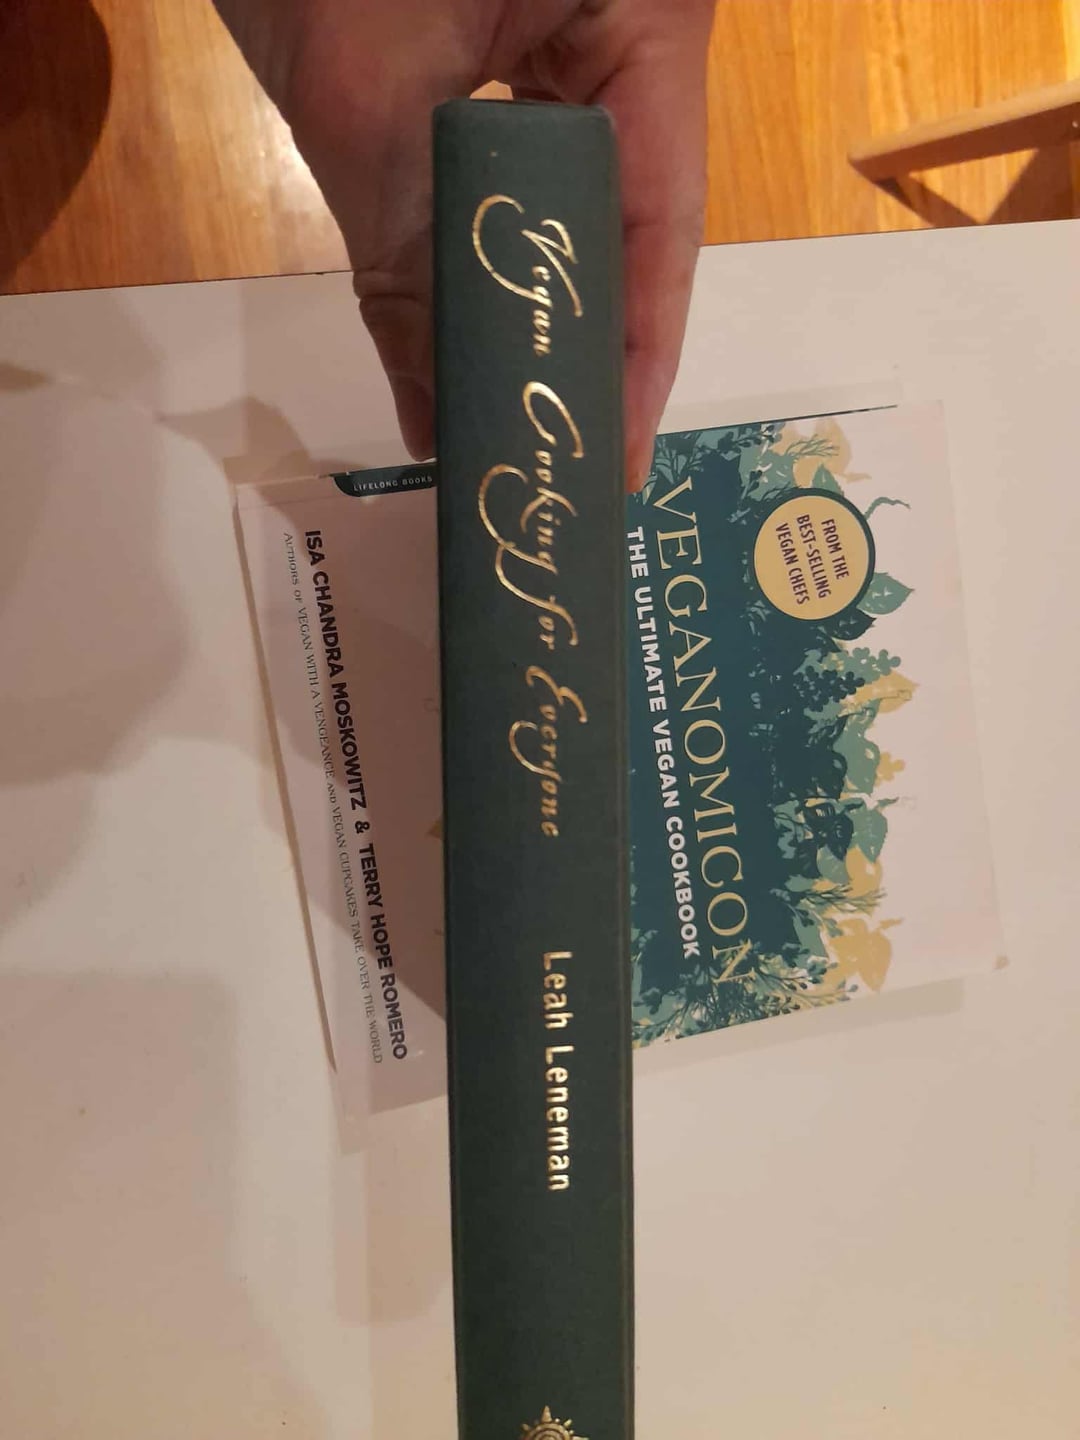 Vegan Cooking for Everyone Leah Leneman
FROM THE
BEST-SELLING
VEGAN CHEFS
VEGANOMICON
THE ULTIMATE VEGAN COOKBOOK
LIFELONG BOOKS
ISA CHANDRA MOSKOWITZ & TERRY HOPE ROMERO
AUTHORS OF VEGAN WITH A VENGEANCE AND VEGAN CUPCAKES TAKE OVER THE WORLD